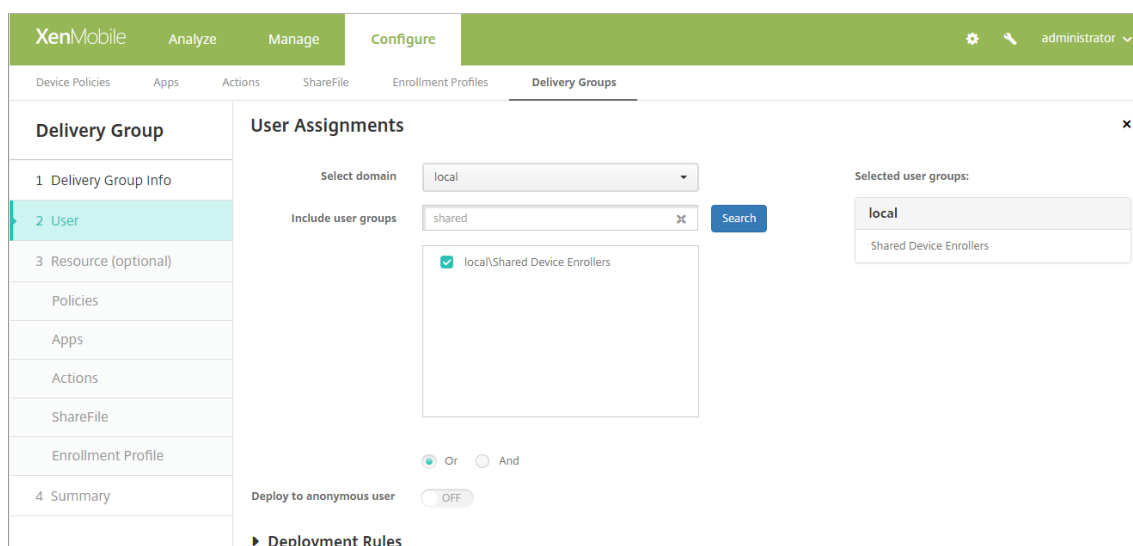 XenMobile Analyze Manage Configure administrator
Device Policies Apps Actions ShareFile Enrollment Profiles Delivery Groups
Delivery Group
1 Delivery Group Info
2 User
3 Resource (optional)
Policies
Apps
Actions
ShareFile
Enrollment Profile
4 Summary
User Assignments
Select domain local
Include user groups shared Search
local\Shared Device Enrollers
Or And
Deploy to anonymous user OFF
Deployment Rules
Selected user groups:
local
Shared Device Enrollers